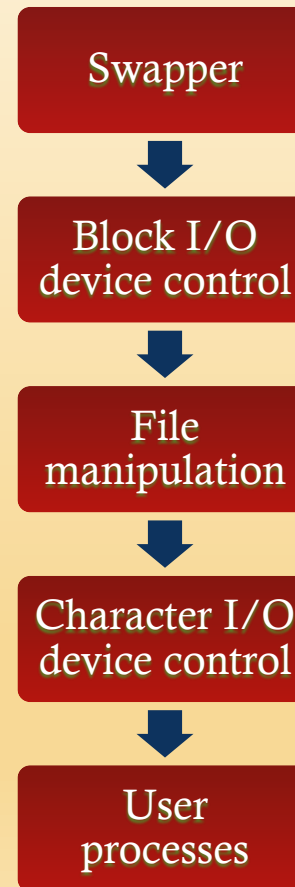 Swapper
Block I/O
device control
File
manipulation
Character I/O
device control
User
processes